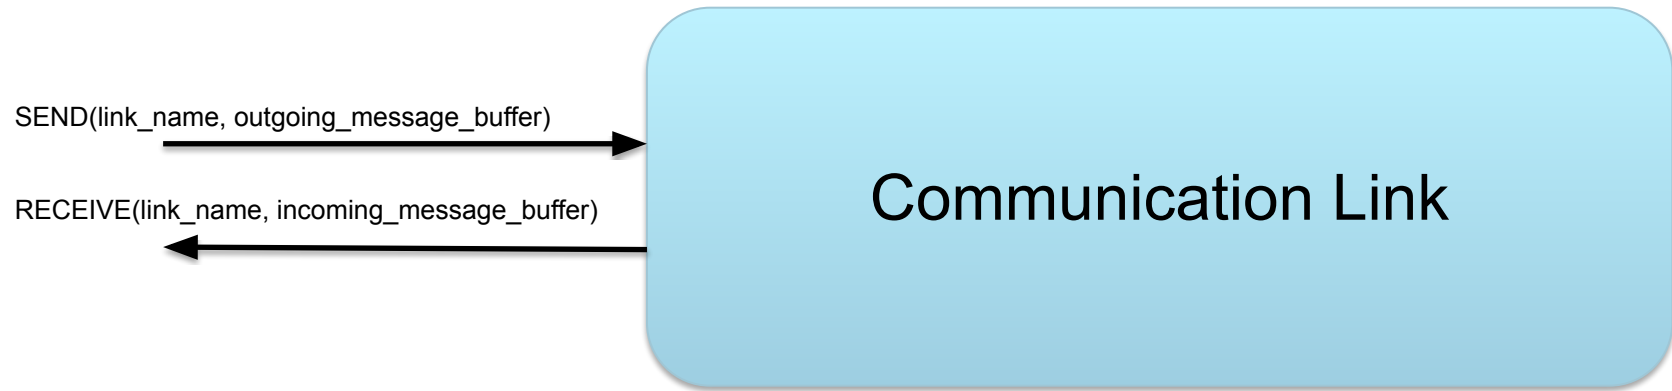 SEND(link_name, outgoing_message_buffer)
RECEIVE(link_name, incoming_message_buffer)
Communication Link